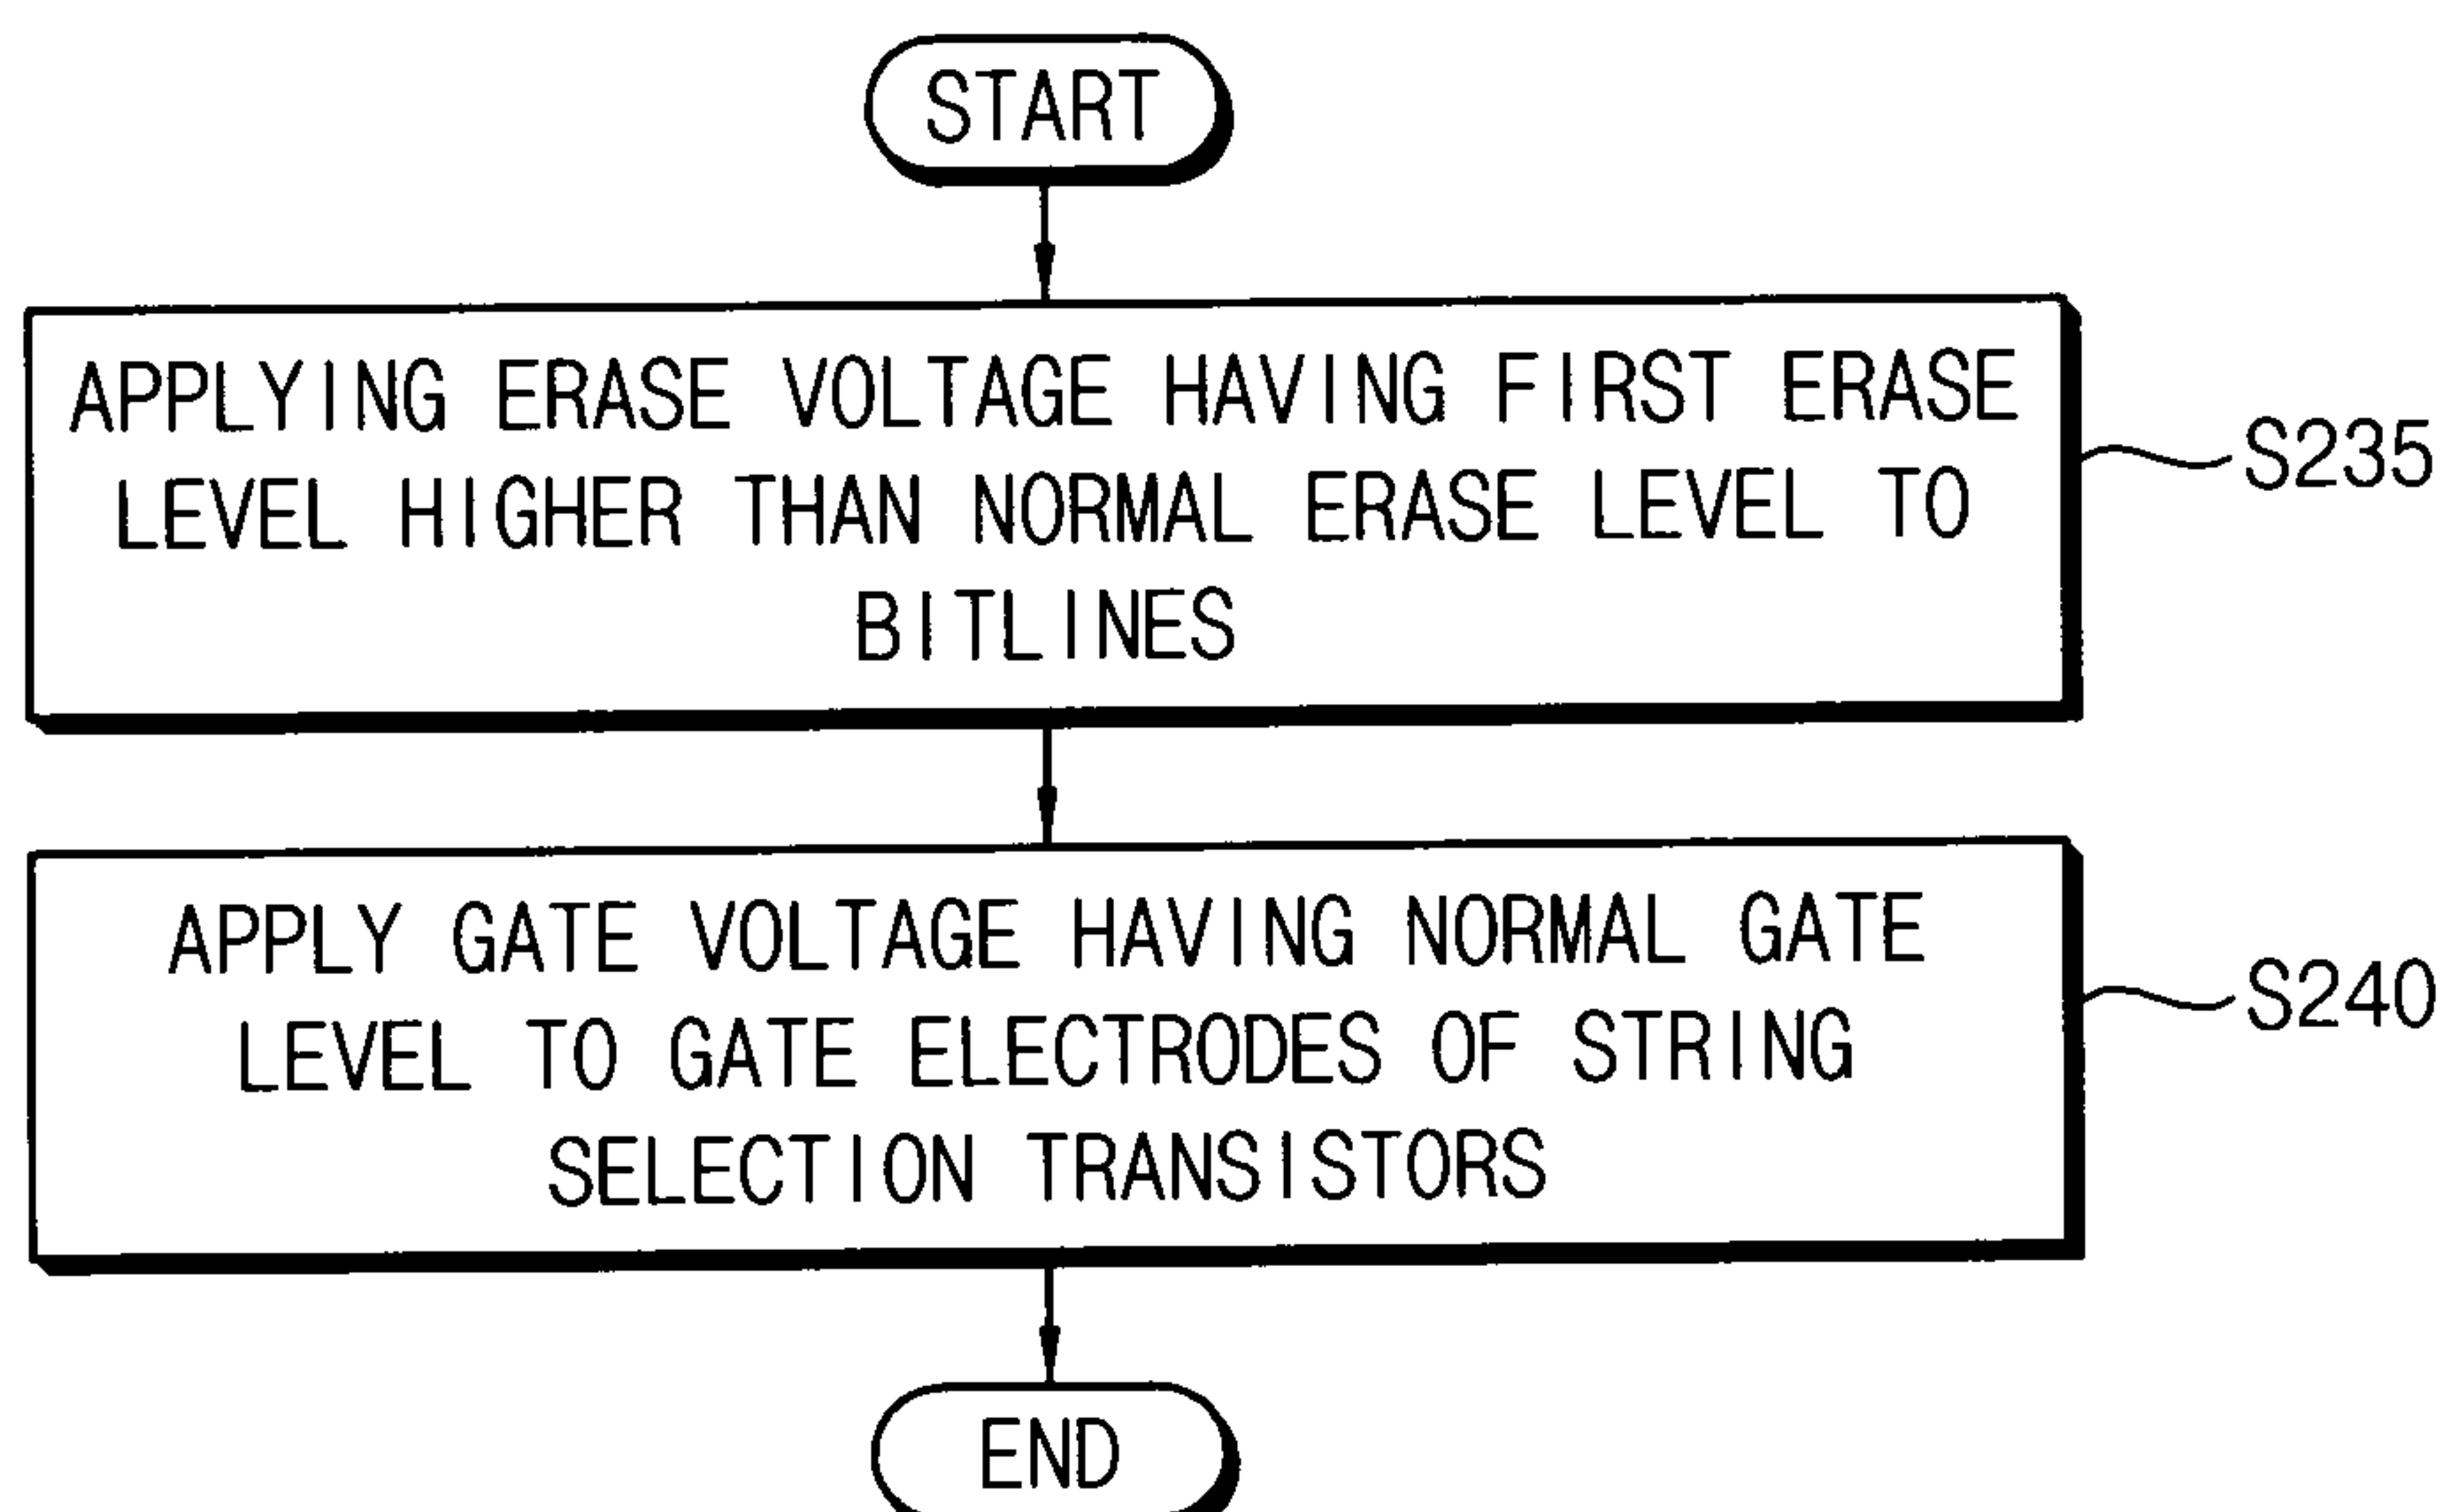 START
APPLYING ERASE VOLTAGE HAVING FIRST ERASE
LEVEL HIGHER THAN NORMAL ERASE LEVEL TO
BITLINES
S235
APPLY GATE VOLTAGE HAVING NORMAL GATE
LEVEL TO GATE ELECTRODES OF STRING
SELECTION TRANSISTORS
S240
END